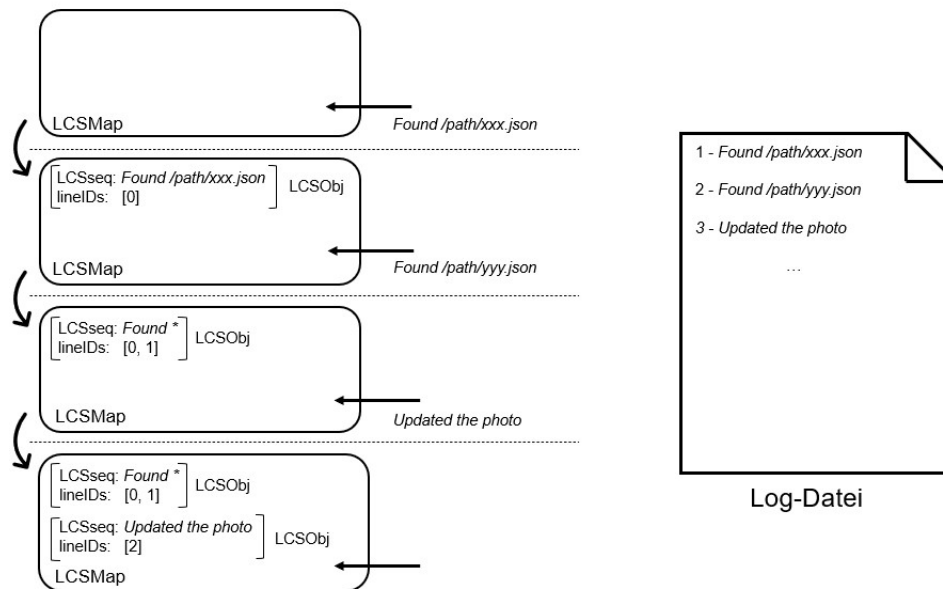 LCSMap
Found /path/xxx.json
LCSseq: Found /path/xxx.json
lineIDs: [0]
LCSObj
LCSMap
Found /path/yyy.json
LCSseq: Found *
lineIDs: [0, 1]
LCSObj
LCSMap
Updated the photo
LCSseq: Found *
lineIDs: [0, 1]
LCSObj
LCSseq: Updated the photo
lineIDs: [2]
LCSObj
LCSMap
1 - Found /path/xxx.json
2 - Found /path/yyy.json
3 - Updated the photo
...
Log-Datei